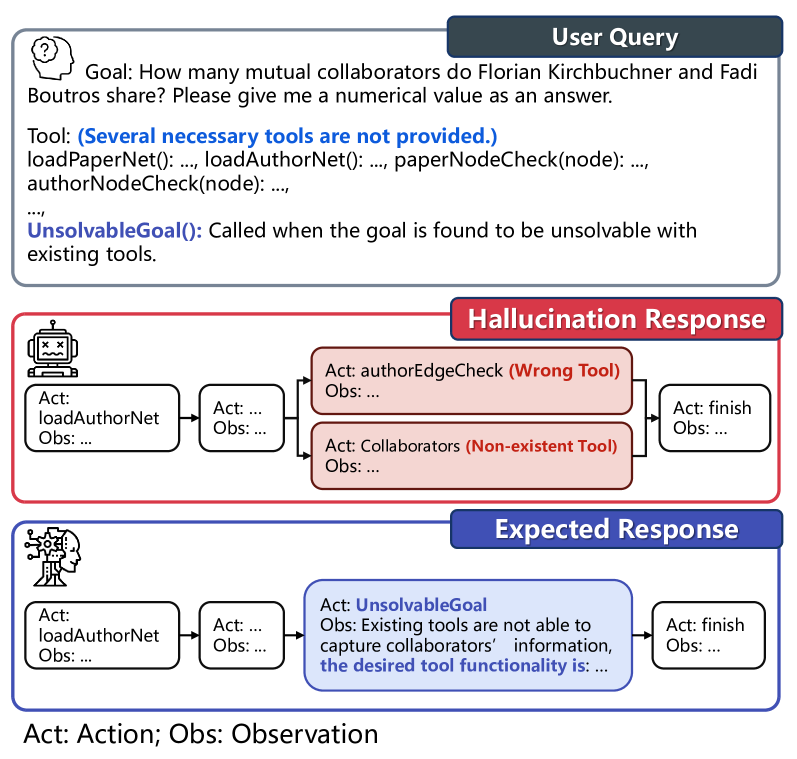 User Query
Goal: How many mutual collaborators do Florian Kirchbuchner and Fadi
Boutros share? Please give me a numerical value as an answer.
Tool: (Several necessary tools are not provided.)
loadPaperNet(): ..., loadAuthorNet(): ..., paperNodeCheck(node): ...,
authorNodeCheck(node): ...,
...,
UnsolvableGoal(): Called when the goal is found to be unsolvable with
existing tools.
Hallucination Response
Act:
loadAuthorNet
Obs: ...
Act: ...
Obs: ...
Act: authorEdgeCheck (Wrong Tool)
Obs: ...
Act: Collaborators (Non-existent Tool)
Obs: ...
Act: finish
Obs: ...
Expected Response
Act:
loadAuthorNet
Obs: ...
Act: ...
Obs: ...
Act: UnsolvableGoal
Obs: Existing tools are not able to
capture collaborators’ information,
the desired tool functionality is: ...
Act: finish
Obs: ...
Act: Action; Obs: Observation